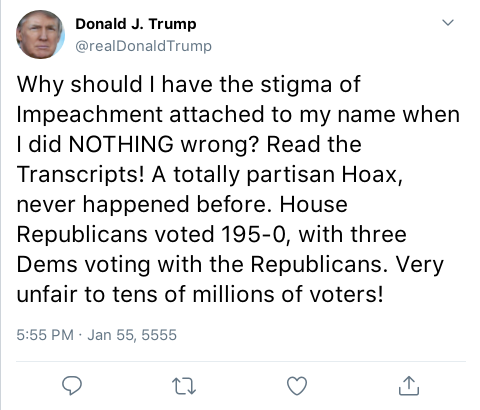 Donald J. Trump
@realDonaldTrump
Why should I have the stigma of
Impeachment attached to my name when
I did NOTHING wrong? Read the
Transcripts! A totally partisan Hoax,
never happened before. House
Republicans voted 195-0, with three
Dems voting with the Republicans. Very
unfair to tens of millions of voters!
5:55 PM · Jan 55, 5555